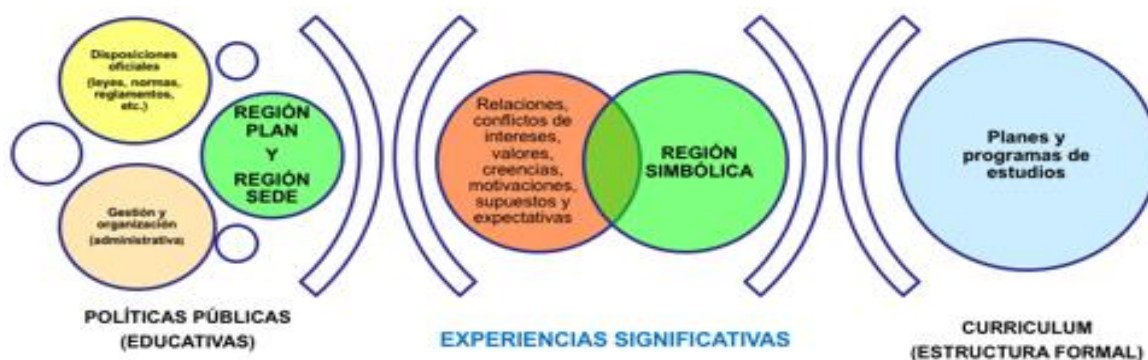 Disposiciones
oficiales
(leyes, normas,
reglamentos,
etc.)
REGIÓN
PLAN
Y
REGIÓN
SEDE
Gestión y
organización
(administrativa)
POLÍTICAS PÚBLICAS
(EDUCATIVAS)
Relaciones,
conflictos de
intereses,
valores,
creencias,
motivaciones,
supuestos y
expectativas
REGIÓN
SIMBÓLICA
EXPERIENCIAS SIGNIFICATIVAS
Planes y
programas de
estudios
CURRICULUM
(ESTRUCTURA FORMAL)